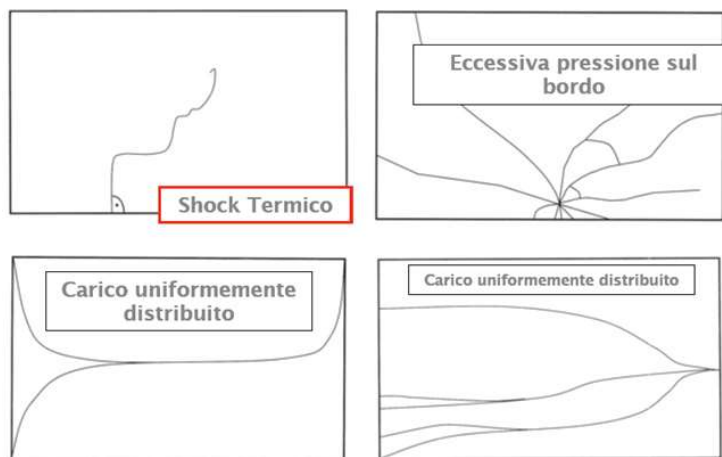 Eccessiva pressione sul
bordo
Shock Termico
Carico uniformemente
distribuito
Carico uniformemente distribuito